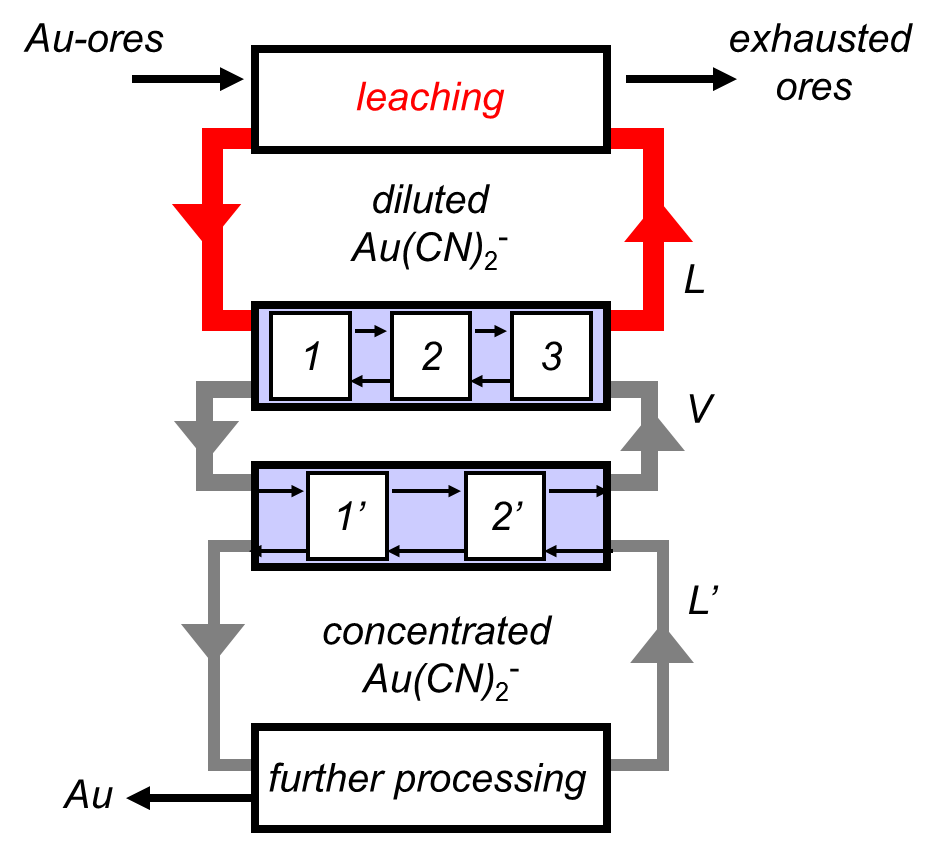 Au-ores
exhausted
ores
leaching
diluted
Au(CN)₂⁻
L
1
2
3
V
1’
2’
L’
concentrated
Au(CN)₂⁻
further processing
Au